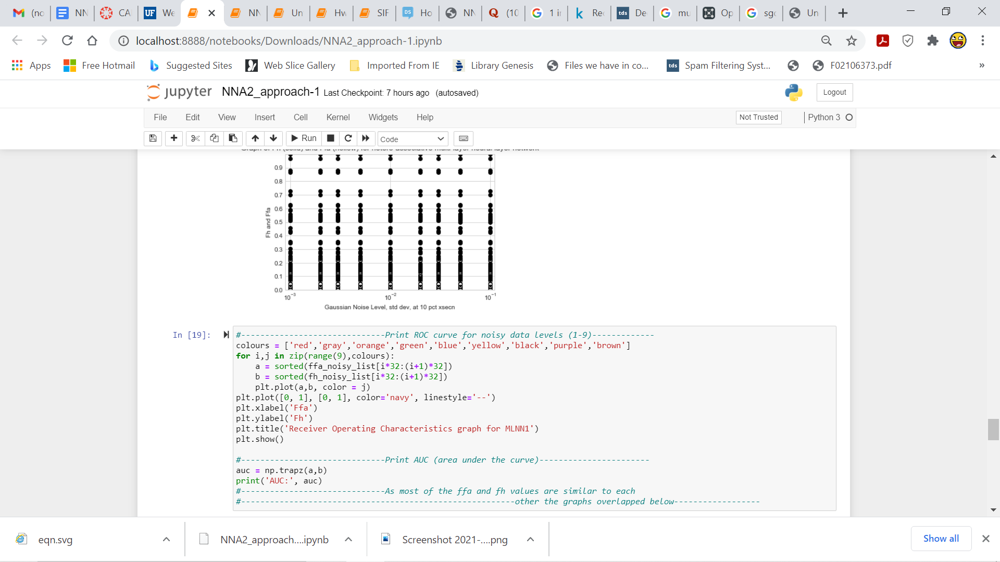 (no
NN
CA
UF We
NN
Un
Hw
SIF
DS Ho
NN
(10
1 i
k Re
tds De
mu
Op
sg
Un
localhost:8888/notebooks/Downloads/NNA2_approach-1.ipynb
Apps Free Hotmail Suggested Sites Web Slice Gallery Imported From IE Library Genesis Files we have in co... tds Spam Filtering Syst... F02106373.pdf »
jupyter NNA2_approach-1 Last Checkpoint: 7 hours ago (autosaved) Logout
File Edit View Insert Cell Kernel Widgets Help Not Trusted Python 3
Run Code
0.9
0.8
0.7
0.6
0.5
0.4
0.3
0.2
0.1
0.0
Fh and Ffa
10-3 10-2 10-1
Gaussian Noise Level, std dev, at 10 pct xsecn
In [19]:
#------------------------------Print ROC curve for noisy data levels (1-9)-------------
colours = ['red','gray','orange','green','blue','yellow','black','purple','brown']
for i,j in zip(range(9),colours):
    a = sorted(ffa_noisy_list[i*32:(i+1)*32])
    b = sorted(fh_noisy_list[i*32:(i+1)*32])
    plt.plot(a,b, color = j)
plt.plot([0, 1], [0, 1], color='navy', linestyle='--')
plt.xlabel('Ffa')
plt.ylabel('Fh')
plt.title('Receiver Operating Characteristics graph for MLNN1')
plt.show()
#------------------------------Print AUC (area under the curve)-----------------------
auc = np.trapz(a,b)
print('AUC:', auc)
#------------------------------As most of the ffa and fh values are similar to each
#---------------------------------------------------------other the graphs overlapped below------------------
eqn.svg
NNA2_approach....ipynb
Screenshot 2021-....png
Show all